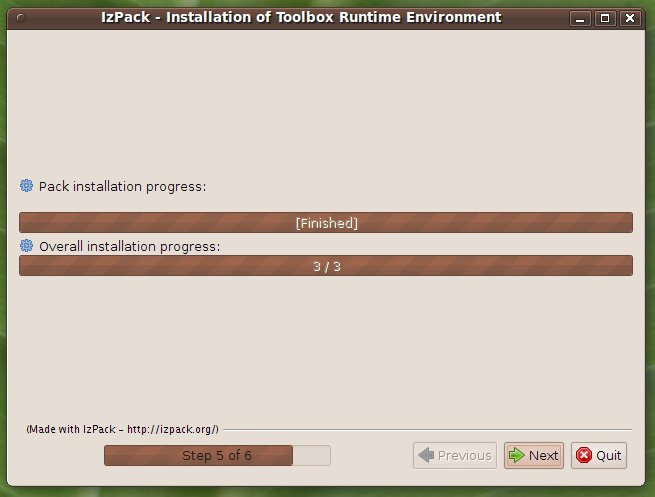 IzPack - Installation of Toolbox Runtime Environment
Pack installation progress:
[Finished]
Overall installation progress:
3 / 3
(Made with IzPack - http://izpack.org/)
Step 5 of 6
Previous
Next
Quit